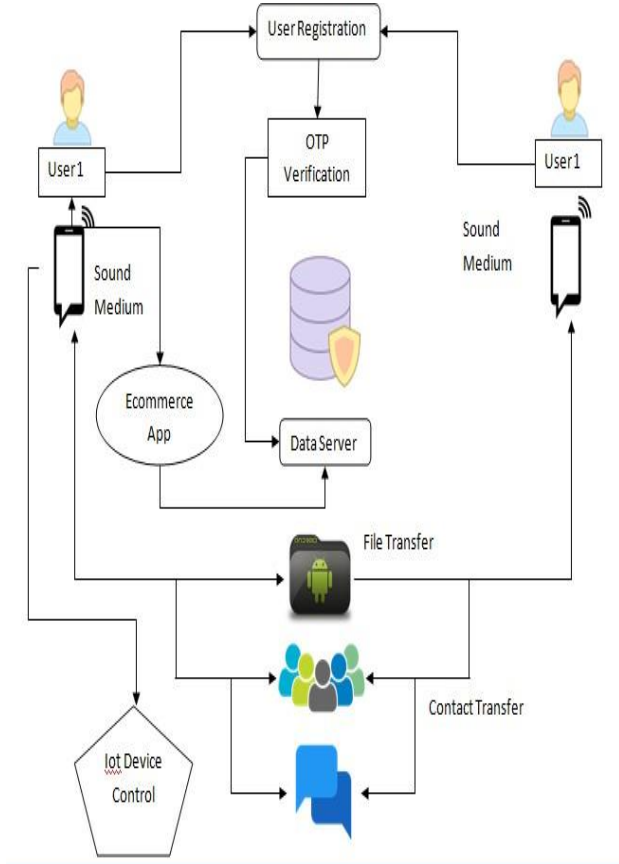 User Registration
User1
OTP
Verification
User1
Sound
Medium
Sound
Medium
Ecommerce
App
Data Server
File Transfer
Contact Transfer
Iot Device
Control